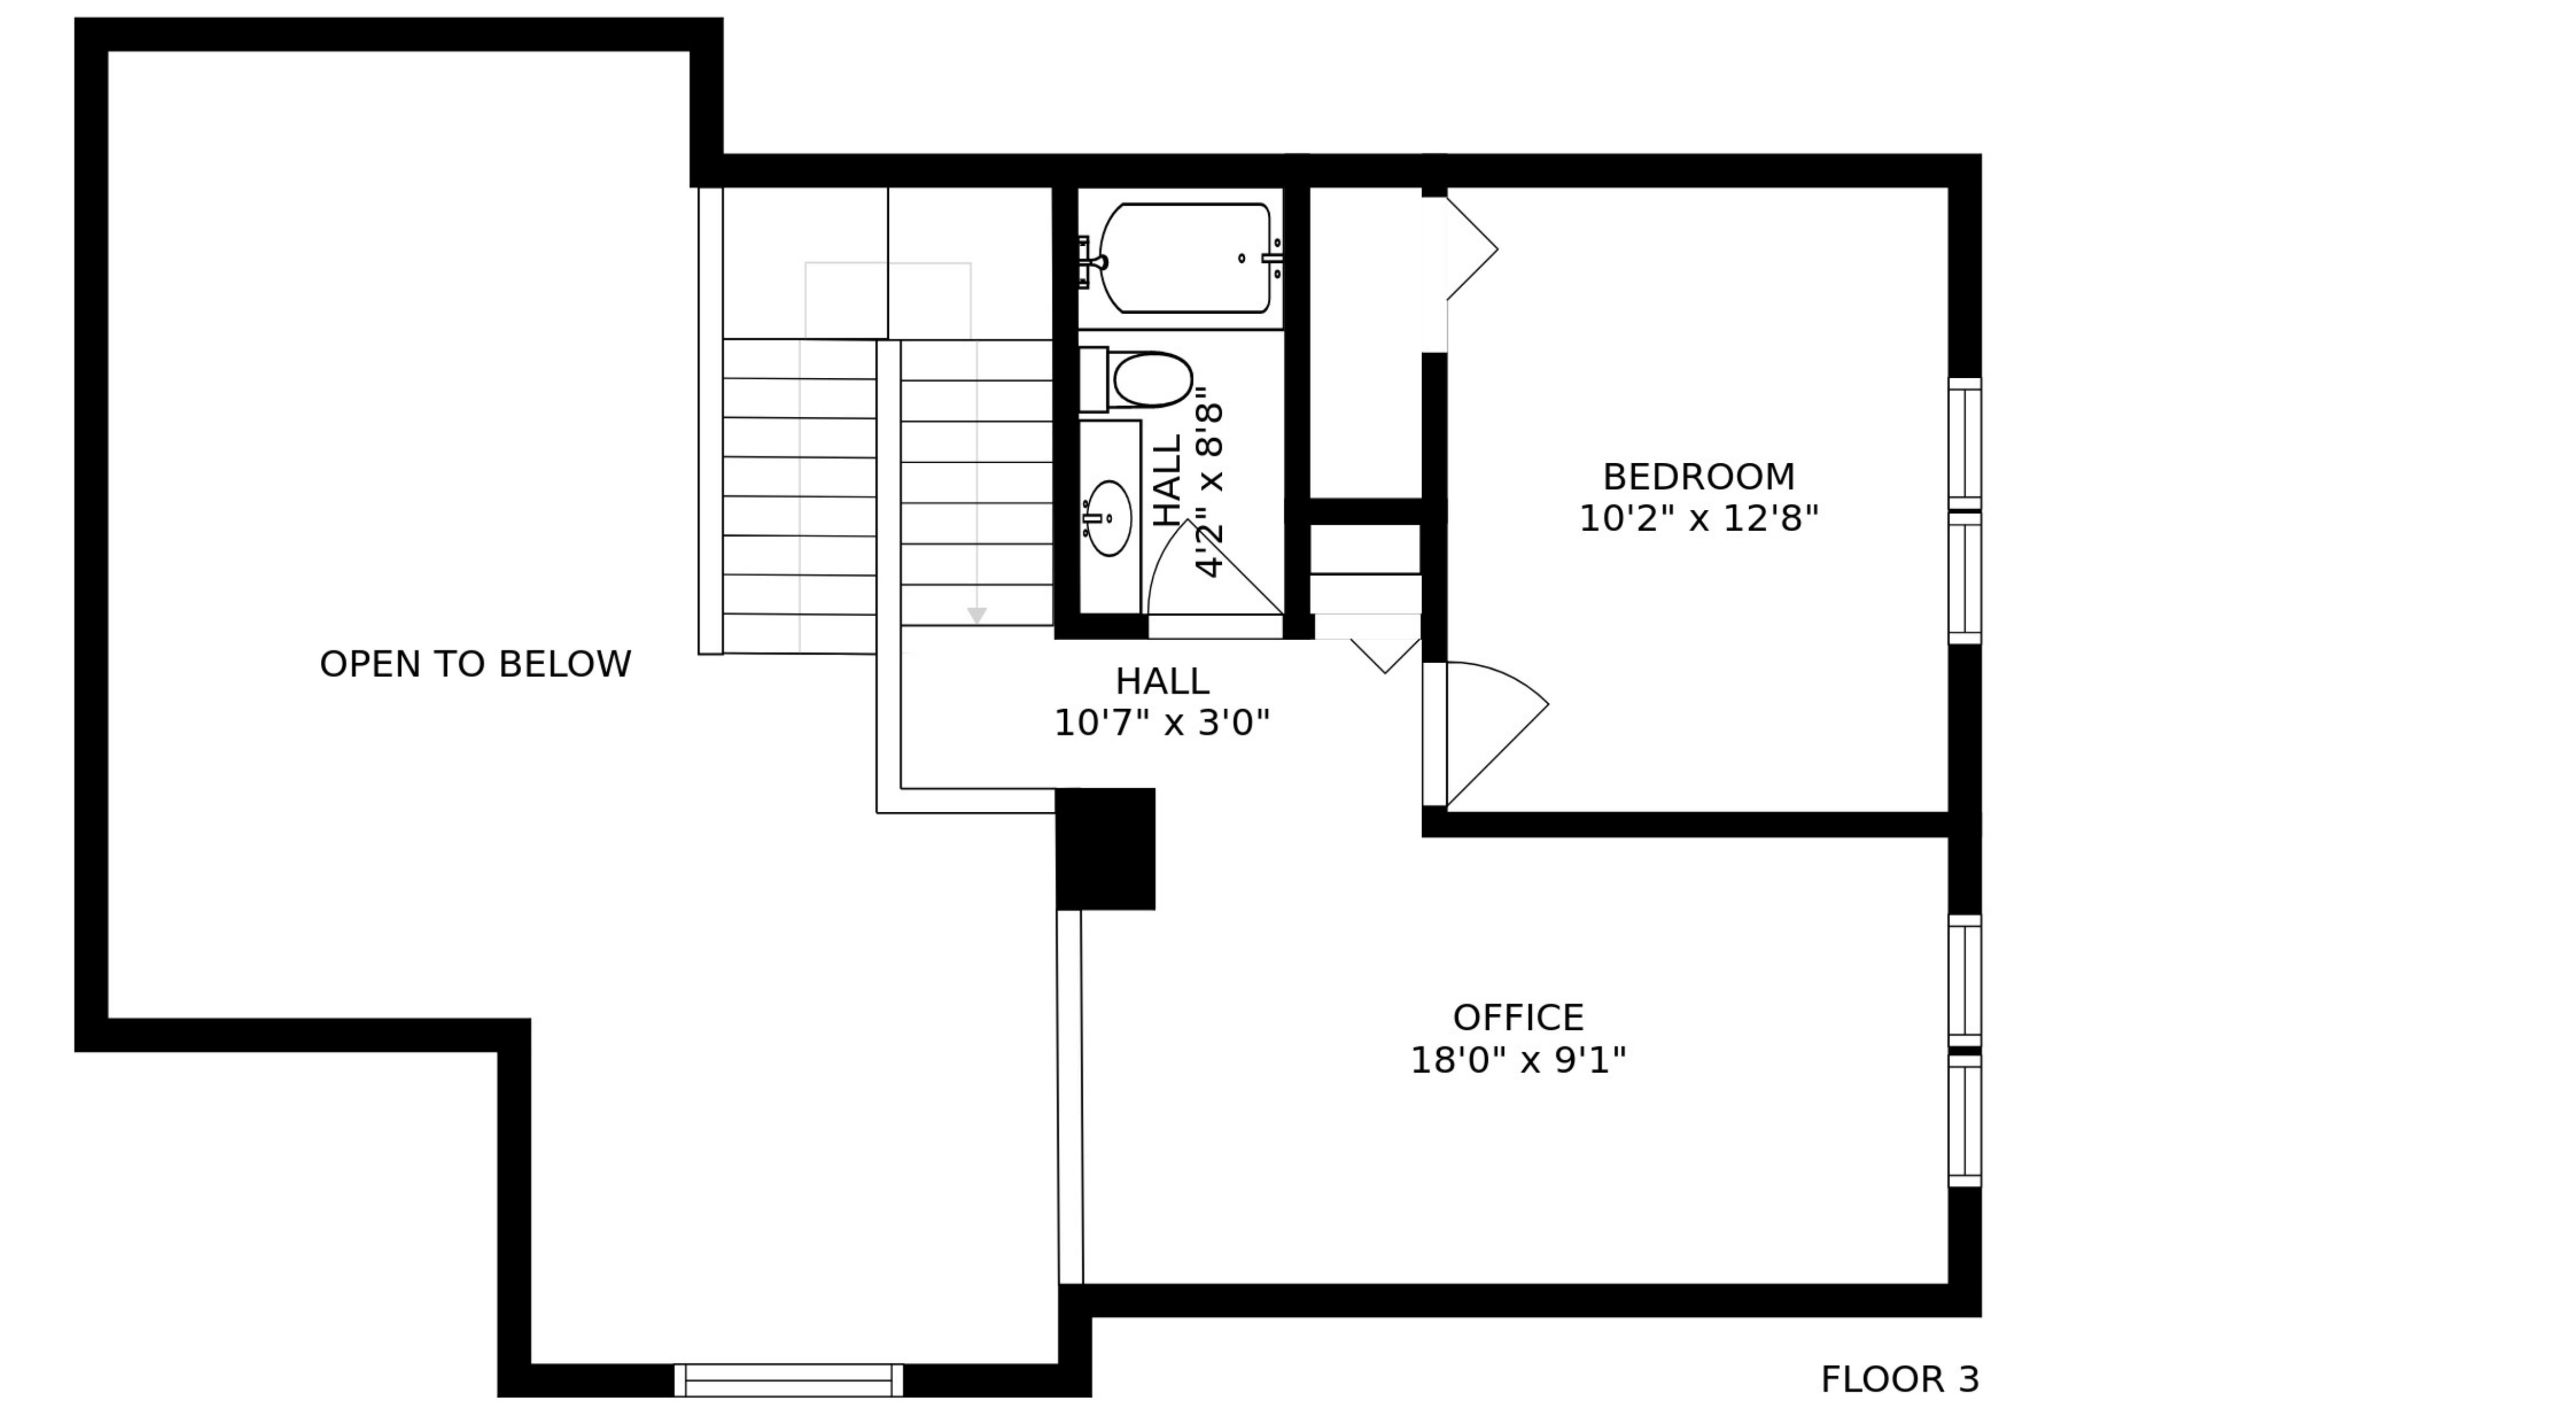 HALL
4'2" x 8'8"
BEDROOM
10'2" x 12'8"
OPEN TO BELOW
HALL
10'7" x 3'0"
OFFICE
18'0" x 9'1"
FLOOR 3